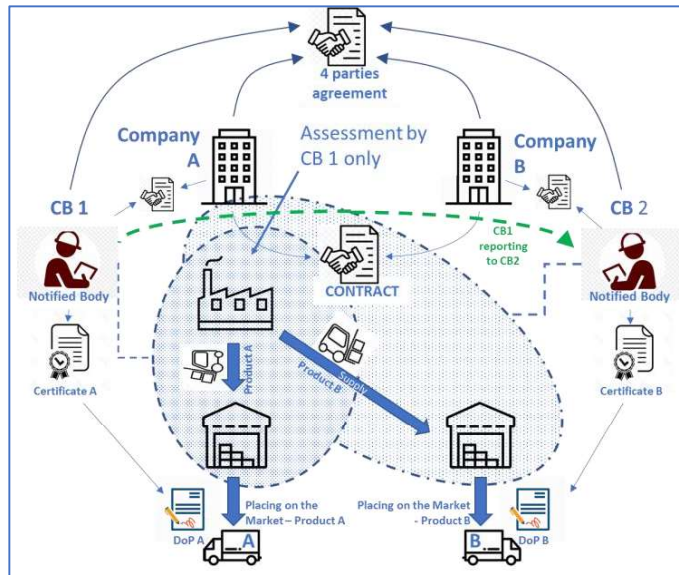 4 parties
agreement
Company
A
Assessment by
CB 1 only
Company
B
CB 1
CB 2
CB1
reporting
to CB2
Notified Body
CONTRACT
Notified Body
Certificate A
Product A
Supply
Product B
Certificate B
Placing on the
Market – Product A
Placing on the Market
- Product B
DoP A
A
B
DoP B